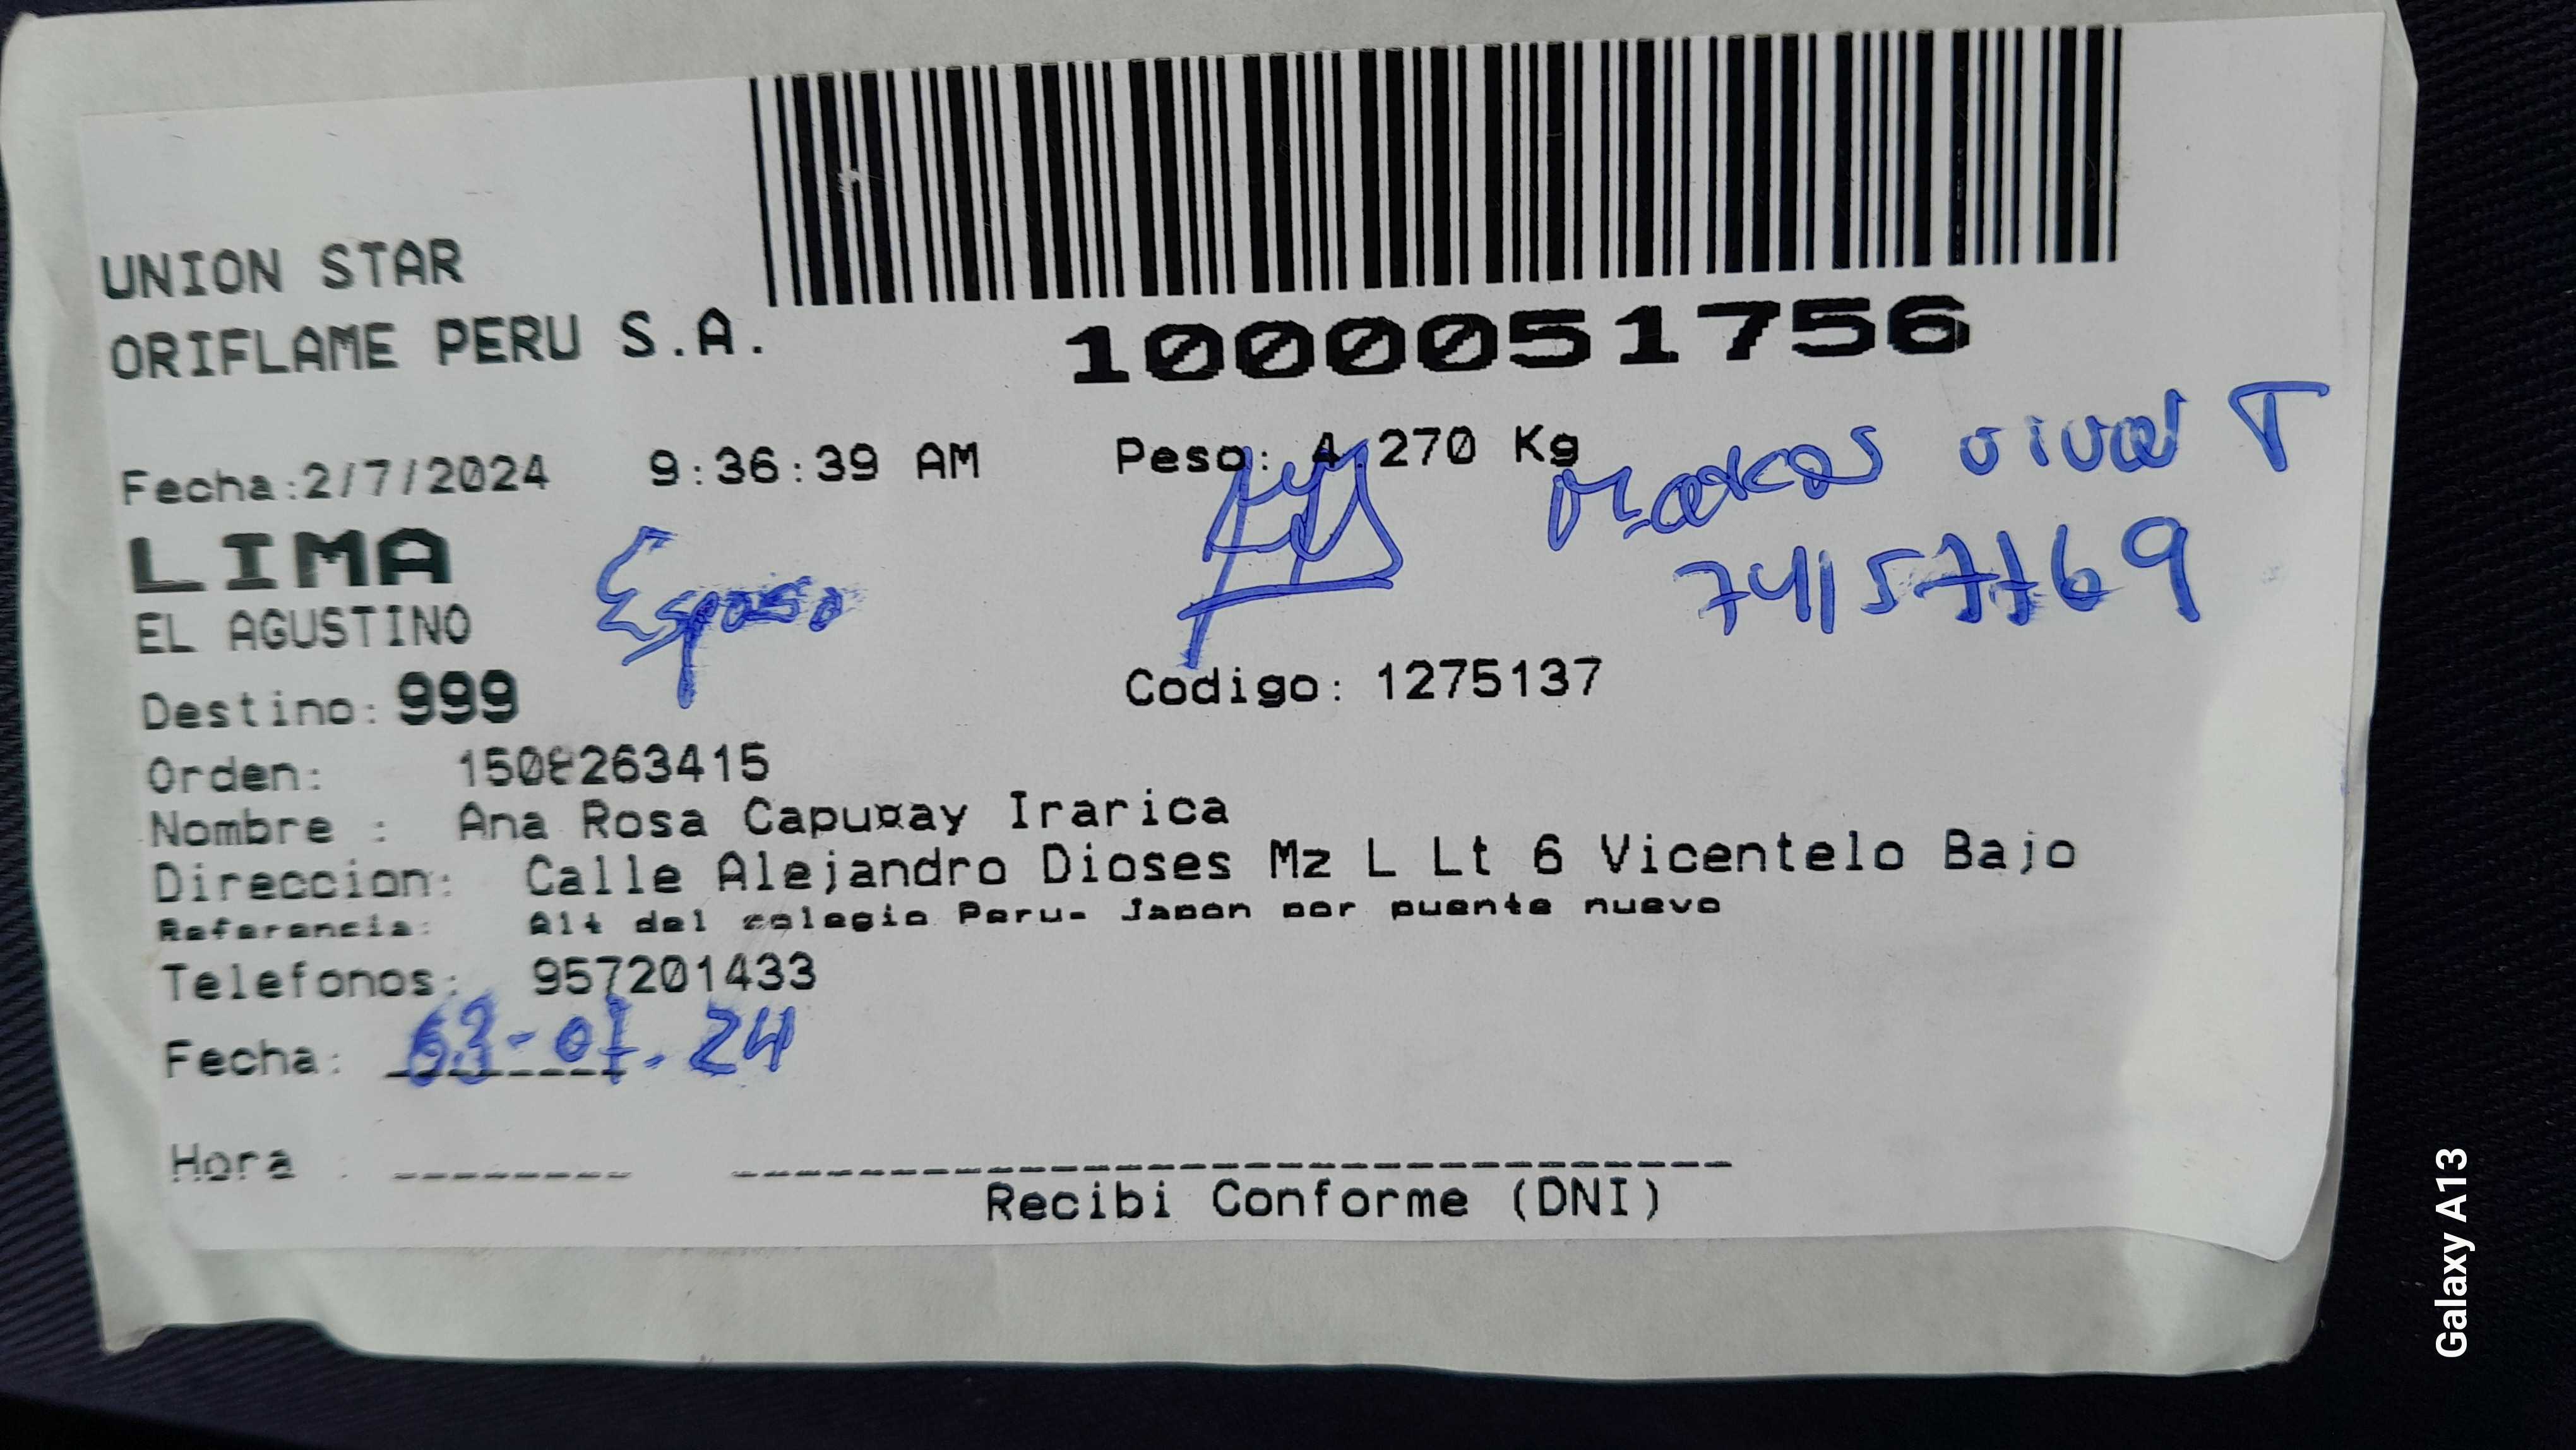 UNION STAR
ORIFLAME PERU S.A.
1000051756
Fecha:2/7/2024 9:36:39 AM Peso: 4.270 Kg
LIMA
Esposo
EL AGUSTINO
Destino: 999 Codigo: 1275137
Orden: 1508263415
Nombre : Ana Rosa Capu¤ay Irarica
Direccion: Calle Alejandro Dioses Mz L Lt 6 Vicentelo Bajo
Referencia: Alt del colegio Peru- Japon por puente nuevo
Telefonos: 957201433
Fecha: 03-07-24
Hora :
Recibi Conforme (DNI)
Galaxy A13